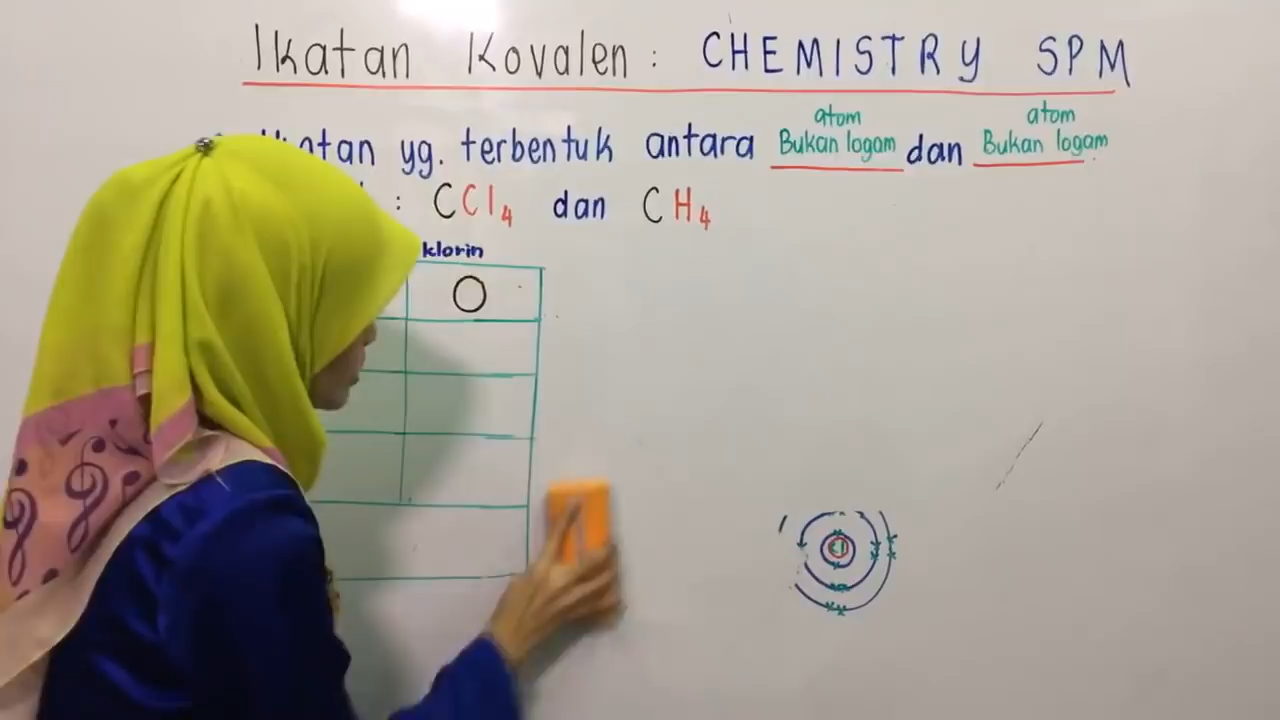 Ikatan Kovalen : CHEMISTRY SPM
atom atom
yg. terbentuk antara Bukan logam dan Bukan logam
: CCl4 dan CH4
klorin
Cl